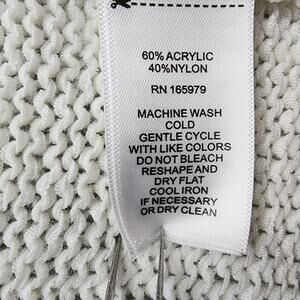 60% ACRYLIC
40%NYLON
RN 165979
MACHINE WASH
COLD
GENTLE CYCLE
WITH LIKE COLORS
DO NOT BLEACH
RESHAPE AND
DRY FLAT
COOL IRON
IF NECESSARY
OR DRY CLEAN